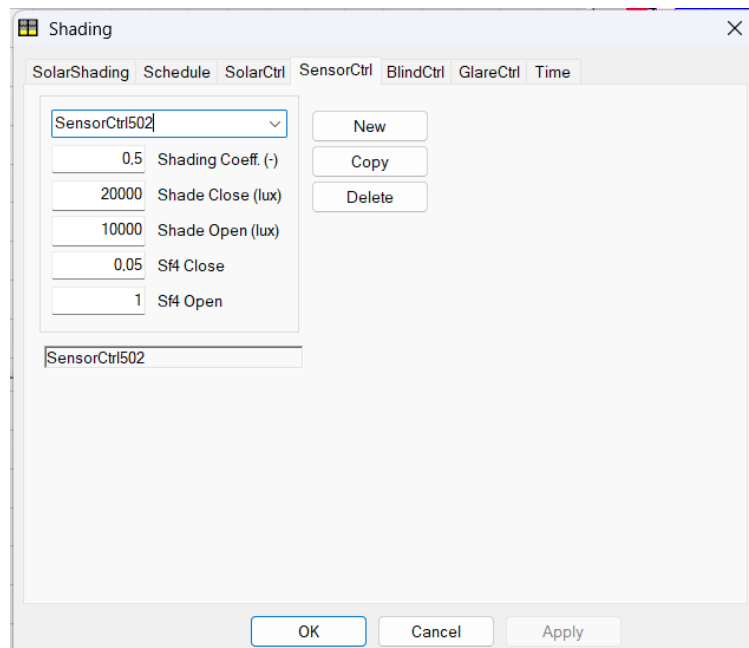 Shading
SolarShading Schedule SolarCtrl SensorCtrl BlindCtrl GlareCtrl Time
SensorCtrl502 New
0,5 Shading Coeff. (-) Copy
20000 Shade Close (lux) Delete
10000 Shade Open (lux)
0,05 Sf4 Close
1 Sf4 Open
SensorCtrl502
OK Cancel Apply